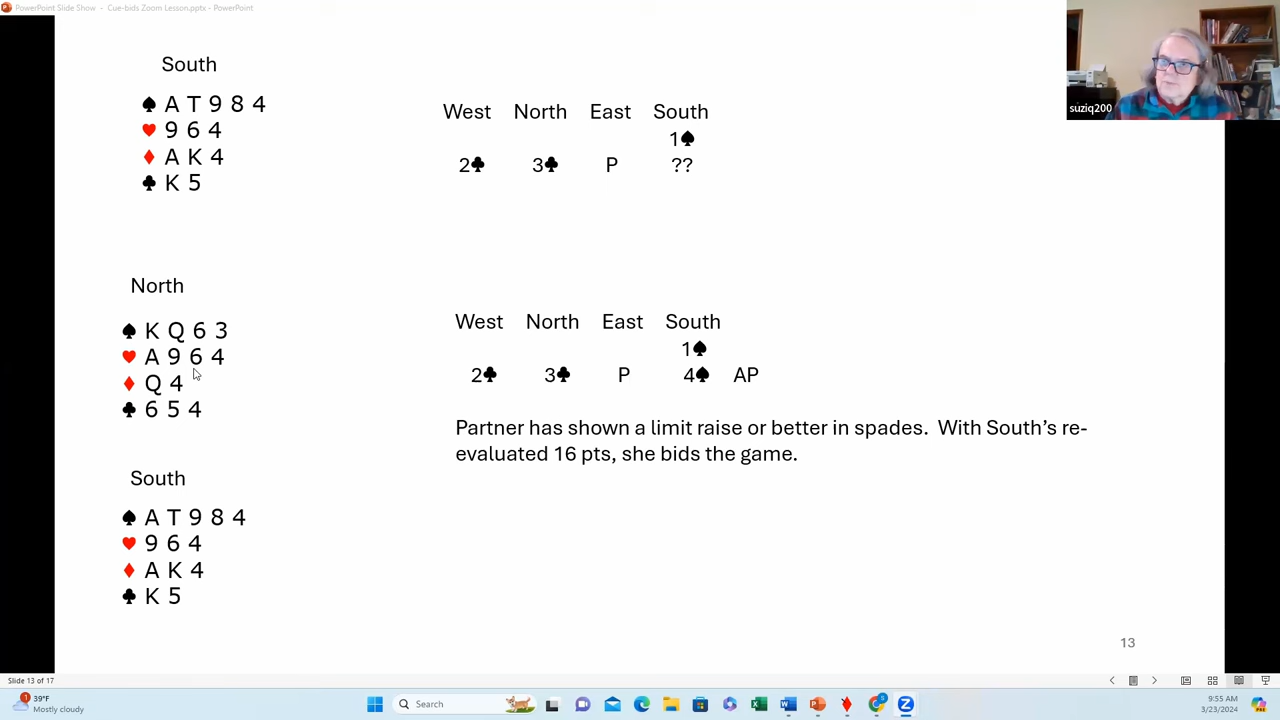 PowerPoint Slide Show - Cue-bids Zoom Lesson.pptx - PowerPoint
suziq200
South
♠ A T 9 8 4
♥ 9 6 4
♦ A K 4
♣ K 5
West North East South
1♠
2♣ 3♣ P ??
North
♠ K Q 6 3
♥ A 9 6 4
♦ Q 4
♣ 6 5 4
West North East South
1♠
2♣ 3♣ P 4♠ AP
Partner has shown a limit raise or better in spades. With South's re-
evaluated 16 pts, she bids the game.
South
♠ A T 9 8 4
♥ 9 6 4
♦ A K 4
♣ K 5
13
Slide 13 of 17
1
39°F
Mostly cloudy
Search
9:55 AM
3/23/2024